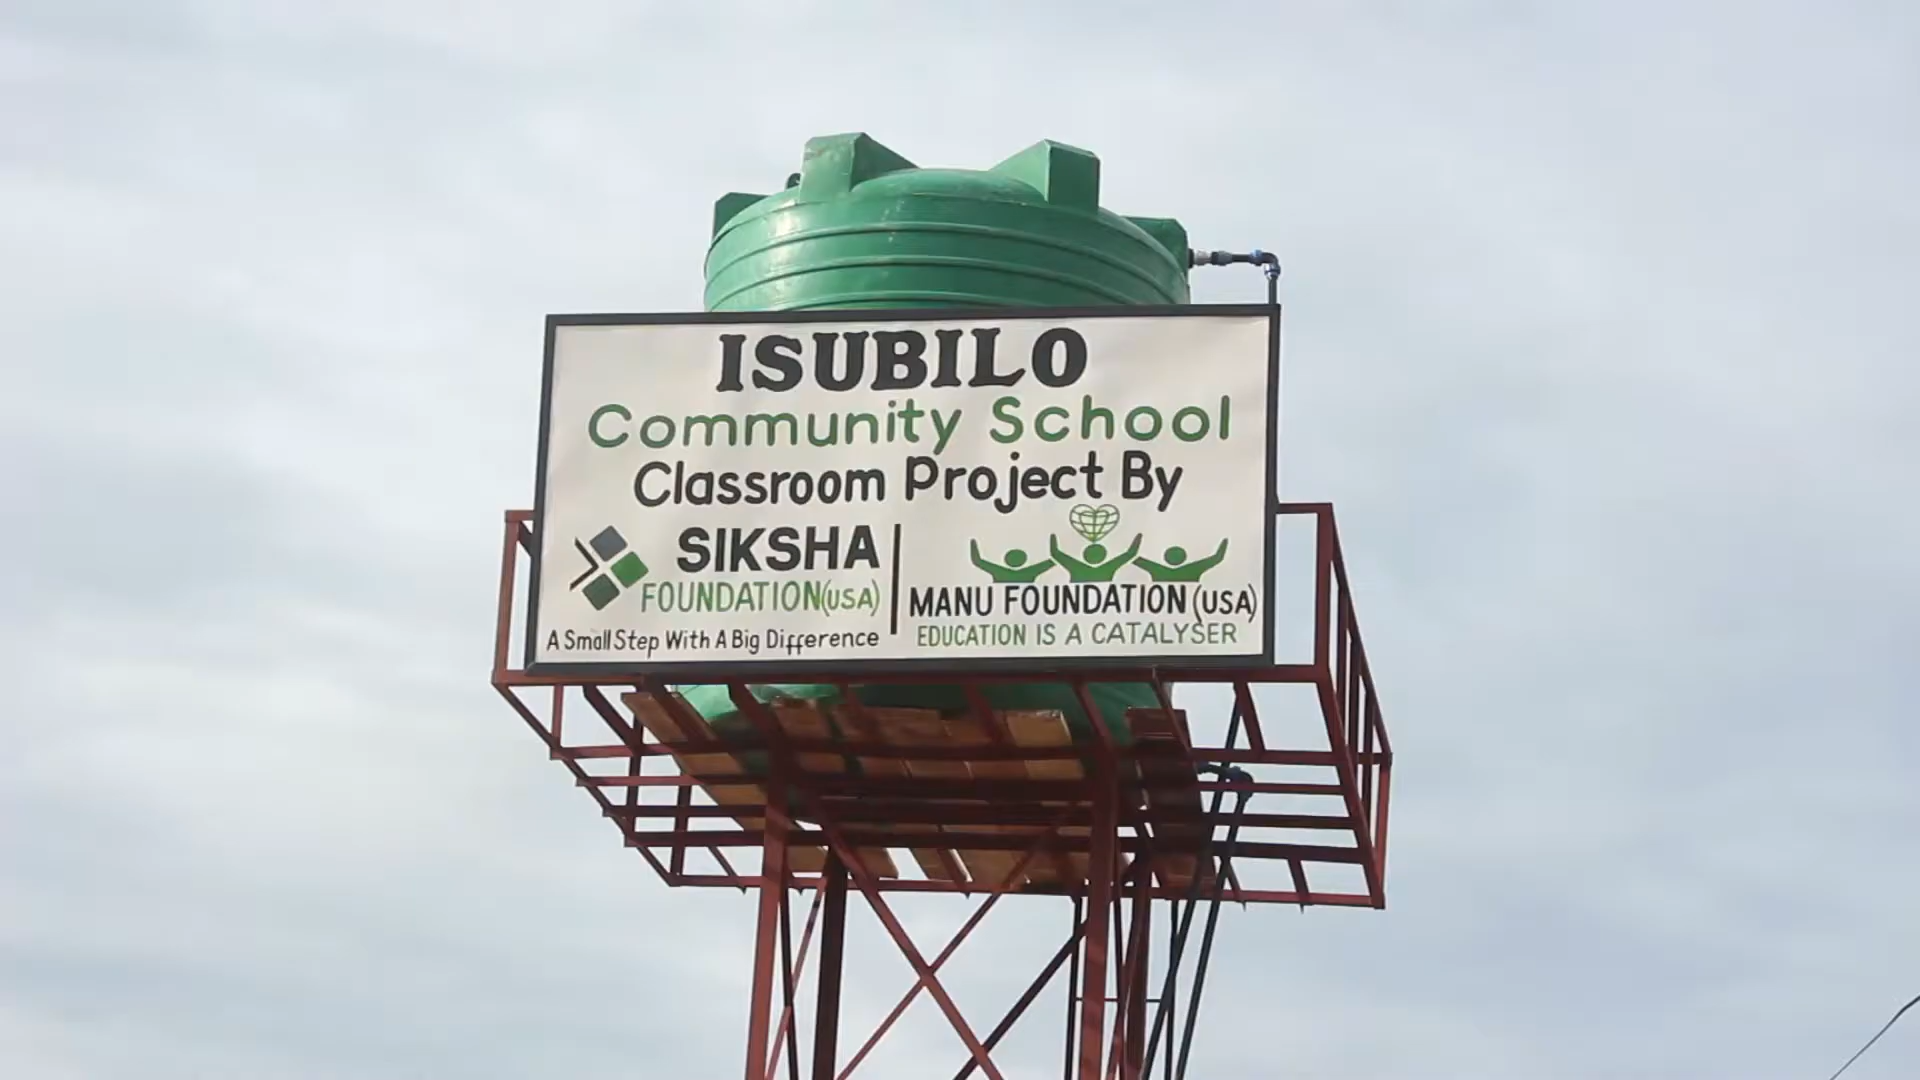 ISUBILO
Community School
Classroom Project By
SIKSHA
FOUNDATION(USA)
A Small Step With A Big Difference
MANU FOUNDATION (USA)
EDUCATION IS A CATALYSER